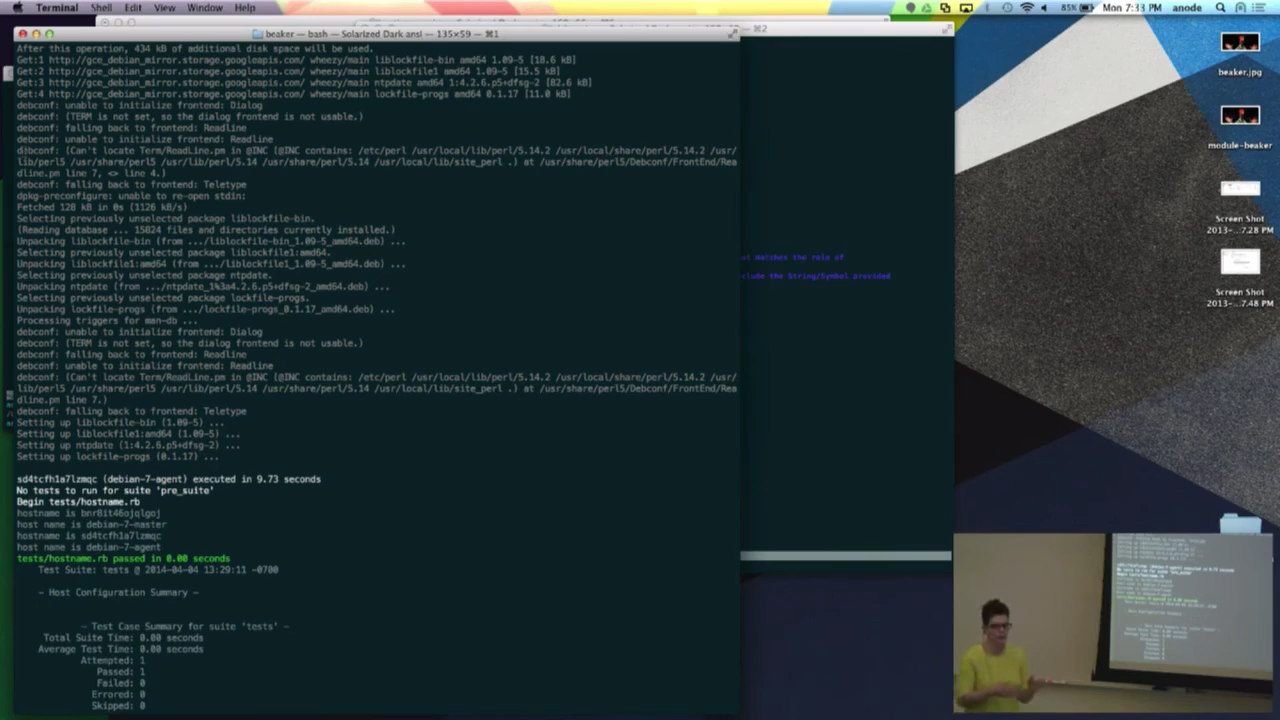 Terminal Shell Edit View Window Help
85% Mon 7:33 PM anode
beaker — bash — Solarized Dark ansi — 135×59 — ⌘1
⌘2
After this operation, 434 kB of additional disk space will be used.
Get:1 http://gce_debian_mirror.storage.googleapis.com/ wheezy/main liblockfile-bin amd64 1.09-5 [18.6 kB]
Get:2 http://gce_debian_mirror.storage.googleapis.com/ wheezy/main liblockfile1 amd64 1.09-5 [15.5 kB]
Get:3 http://gce_debian_mirror.storage.googleapis.com/ wheezy/main ntpdate amd64 1:4.2.6.p5+dfsg-2 [82.6 kB]
Get:4 http://gce_debian_mirror.storage.googleapis.com/ wheezy/main lockfile-progs amd64 0.1.17 [11.0 kB]
debconf: unable to initialize frontend: Dialog
debconf: (TERM is not set, so the dialog frontend is not usable.)
debconf: falling back to frontend: Readline
debconf: unable to initialize frontend: Readline
debconf: (Can't locate Term/ReadLine.pm in @INC (@INC contains: /etc/perl /usr/local/lib/perl/5.14.2 /usr/local/share/perl/5.14.2 /usr/
lib/perl5 /usr/share/perl5 /usr/lib/perl/5.14 /usr/share/perl/5.14 /usr/local/lib/site_perl .) at /usr/share/perl5/Debconf/FrontEnd/Rea
dline.pm line 7, <> line 4.)
debconf: falling back to frontend: Teletype
dpkg-preconfigure: unable to re-open stdin:
Fetched 128 kB in 0s (1126 kB/s)
Selecting previously unselected package liblockfile-bin.
(Reading database ... 15824 files and directories currently installed.)
Unpacking liblockfile-bin (from .../liblockfile-bin_1.09-5_amd64.deb) ...
Selecting previously unselected package liblockfile1:amd64.
Unpacking liblockfile1:amd64 (from .../liblockfile1_1.09-5_amd64.deb) ...
Selecting previously unselected package ntpdate.
Unpacking ntpdate (from .../ntpdate_1%3a4.2.6.p5+dfsg-2_amd64.deb) ...
Selecting previously unselected package lockfile-progs.
Unpacking lockfile-progs (from .../lockfile-progs_0.1.17_amd64.deb) ...
Processing triggers for man-db ...
debconf: unable to initialize frontend: Dialog
debconf: (TERM is not set, so the dialog frontend is not usable.)
debconf: falling back to frontend: Readline
debconf: unable to initialize frontend: Readline
debconf: (Can't locate Term/ReadLine.pm in @INC (@INC contains: /etc/perl /usr/local/lib/perl/5.14.2 /usr/local/share/perl/5.14.2 /usr/
lib/perl5 /usr/share/perl5 /usr/lib/perl/5.14 /usr/share/perl/5.14 /usr/local/lib/site_perl .) at /usr/share/perl5/Debconf/FrontEnd/Rea
dline.pm line 7.)
debconf: falling back to frontend: Teletype
Setting up liblockfile-bin (1.09-5) ...
Setting up liblockfile1:amd64 (1.09-5) ...
Setting up ntpdate (1:4.2.6.p5+dfsg-2) ...
Setting up lockfile-progs (0.1.17) ...
sd4tcfh1a7lzmqc (debian-7-agent) executed in 9.73 seconds
No tests to run for suite 'pre_suite'
Begin tests/hostname.rb
hostname is bnr8it46ojqlgoj
host name is debian-7-master
hostname is sd4tcfh1a7lzmqc
host name is debian-7-agent
tests/hostname.rb passed in 0.00 seconds
Test Suite: tests @ 2014-04-04 13:29:11 -0700
- Host Configuration Summary -
- Test Case Summary for suite 'tests' -
Total Suite Time: 0.00 seconds
Average Test Time: 0.00 seconds
Attempted: 1
Passed: 1
Failed: 0
Errored: 0
Skipped: 0
at matches the role of
clude the String/Symbol provided
beaker.jpg
module-beaker
Screen Shot
2013-...7.28 PM
Screen Shot
2013-...7.48 PM